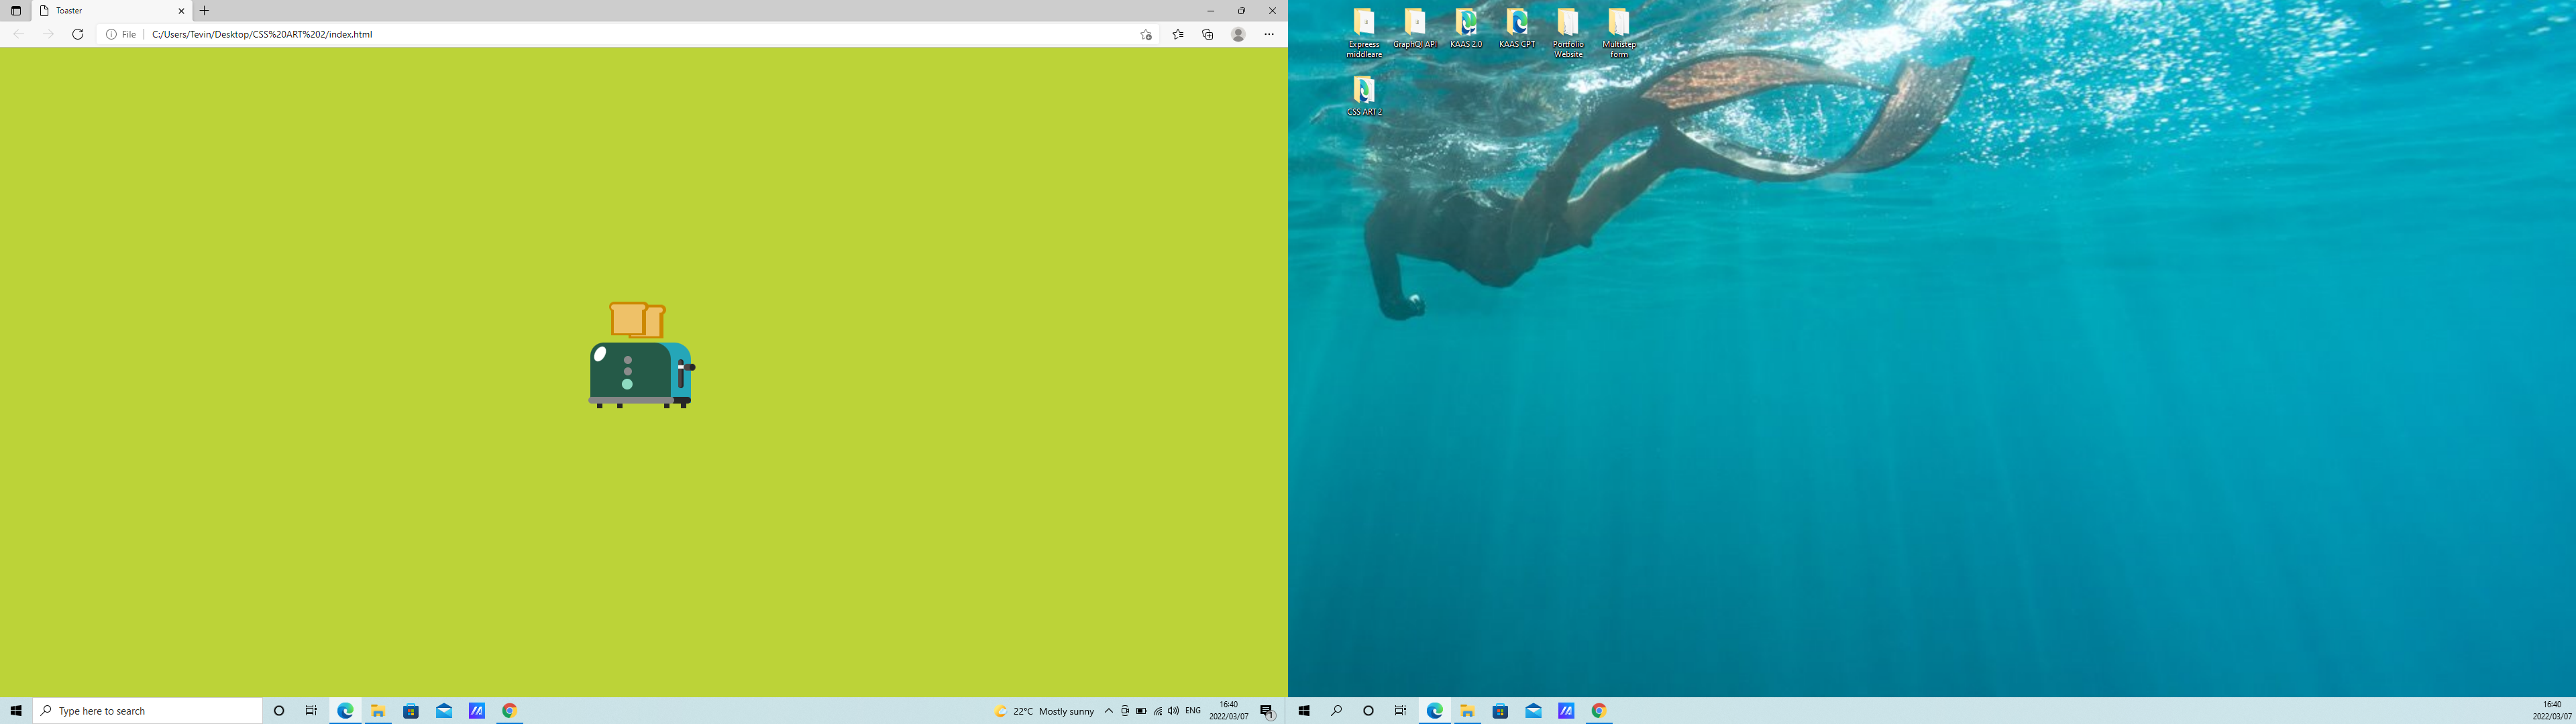 Toaster
File
C:/Users/Tevin/Desktop/CSS%20ART%202/index.html
Expreess middleare
GraphQl API
KAAS 2.0
KAAS CPT
Portfolio Website
Multistep form
CSS ART 2
Type here to search
22°C Mostly sunny
ENG
16:40
2022/03/07
1
16:40
2022/03/07